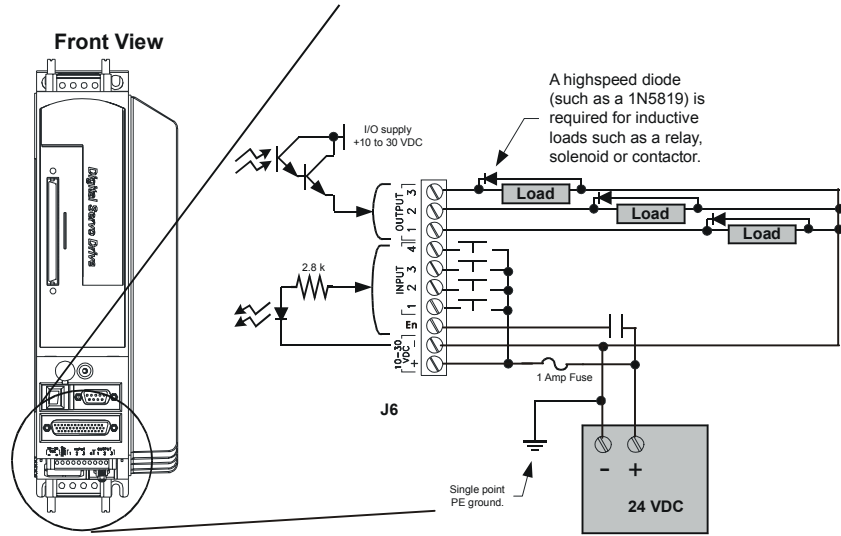 Front View
Digital Servo Drive
I/O supply
+10 to 30 VDC
A highspeed diode
(such as a 1N5819) is
required for inductive
loads such as a relay,
solenoid or contactor.
OUTPUT
3
2
1
Load
Load
Load
INPUT
4
3
2
1
En
10-30
VDC
-
+
2.8 k
1 Amp Fuse
J6
Single point
PE ground.
- +
24 VDC